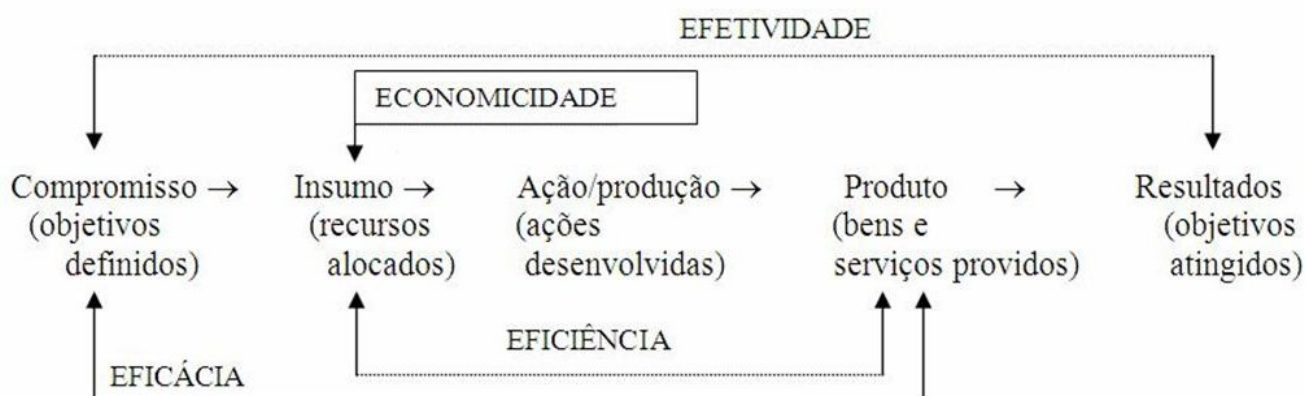 EFETIVIDADE
ECONOMICIDADE
Compromisso → Insumo → Ação/produção → Produto → Resultados
(objetivos (recursos (ações (bens e (objetivos
definidos) alocados) desenvolvidas) serviços providos) atingidos)
EFICIÊNCIA
EFICÁCIA